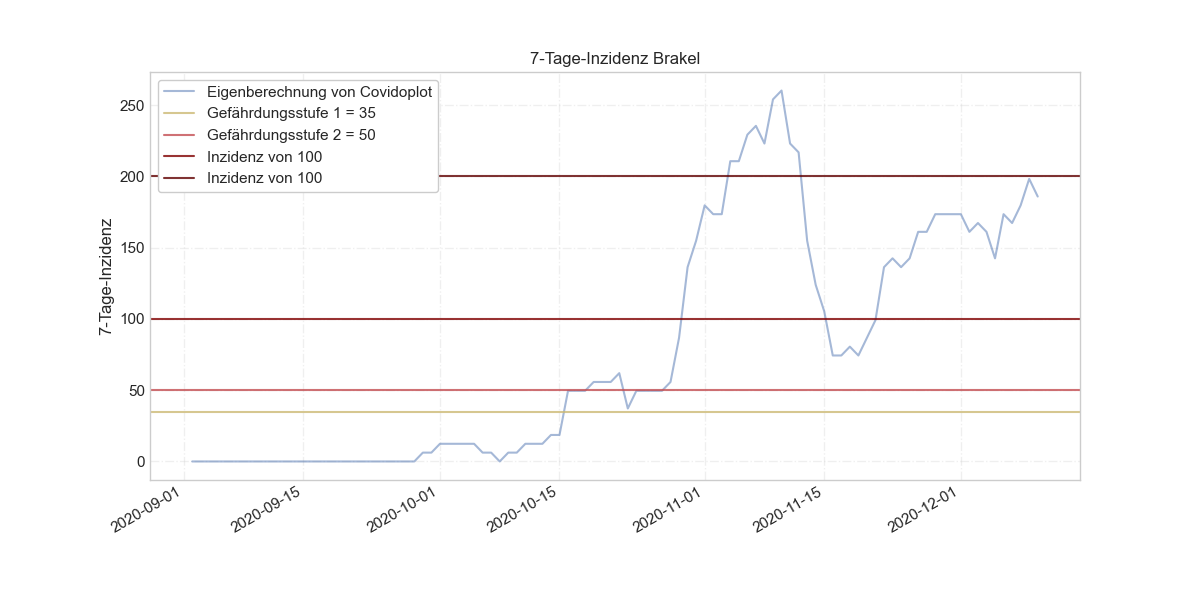 7-Tage-Inzidenz Brakel
Eigenberechnung von Covidoplot
Gefährdungsstufe 1 = 35
Gefährdungsstufe 2 = 50
Inzidenz von 100
Inzidenz von 100
7-Tage-Inzidenz
250
200
150
100
50
0
2020-09-01
2020-09-15
2020-10-01
2020-10-15
2020-11-01
2020-11-15
2020-12-01